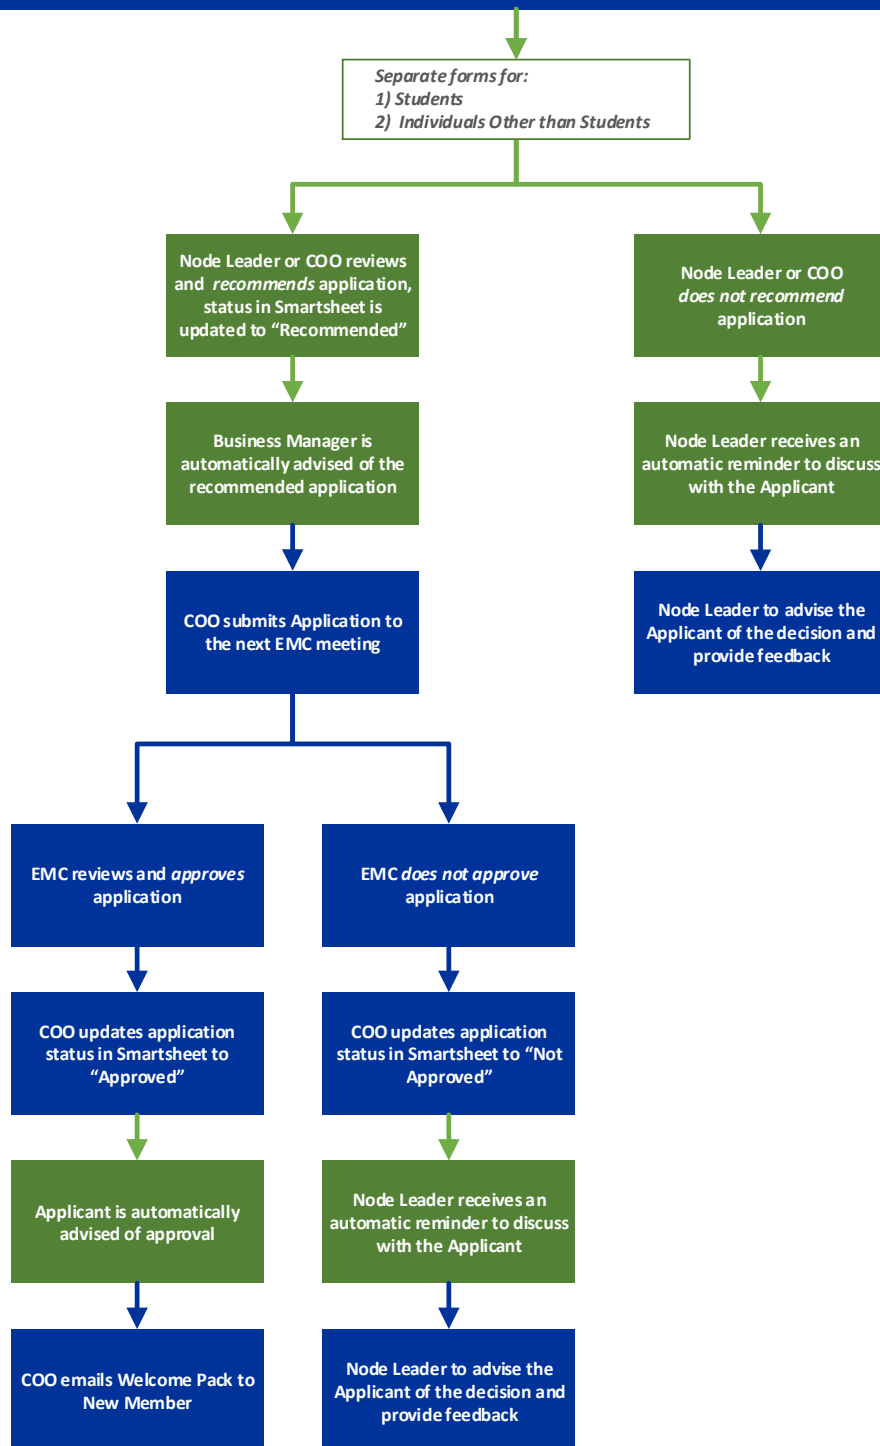 Separate forms for:
1) Students
2) Individuals Other than Students
Node Leader or COO reviews
and recommends application,
status in Smartsheet is
updated to “Recommended”
Node Leader or COO
does not recommend
application
Business Manager is
automatically advised of the
recommended application
Node Leader receives an
automatic reminder to discuss
with the Applicant
COO submits Application to
the next EMC meeting
Node Leader to advise the
Applicant of the decision and
provide feedback
EMC reviews and approves
application
EMC does not approve
application
COO updates application
status in Smartsheet to
“Approved”
COO updates application
status in Smartsheet to “Not
Approved”
Applicant is automatically
advised of approval
Node Leader receives an
automatic reminder to discuss
with the Applicant
COO emails Welcome Pack to
New Member
Node Leader to advise the
Applicant of the decision and
provide feedback